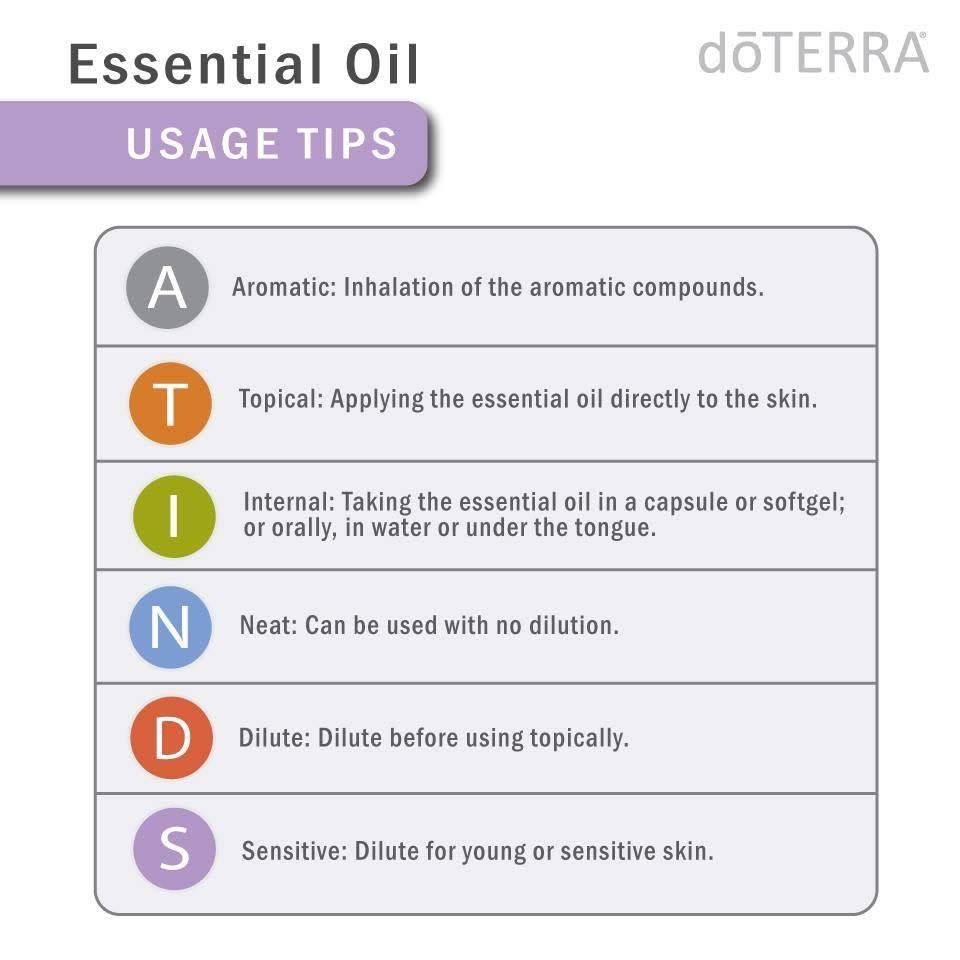 Essential Oil
dōTERRA®
USAGE TIPS
A
Aromatic: Inhalation of the aromatic compounds.
T
Topical: Applying the essential oil directly to the skin.
I
Internal: Taking the essential oil in a capsule or softgel;
or orally, in water or under the tongue.
N
Neat: Can be used with no dilution.
D
Dilute: Dilute before using topically.
S
Sensitive: Dilute for young or sensitive skin.